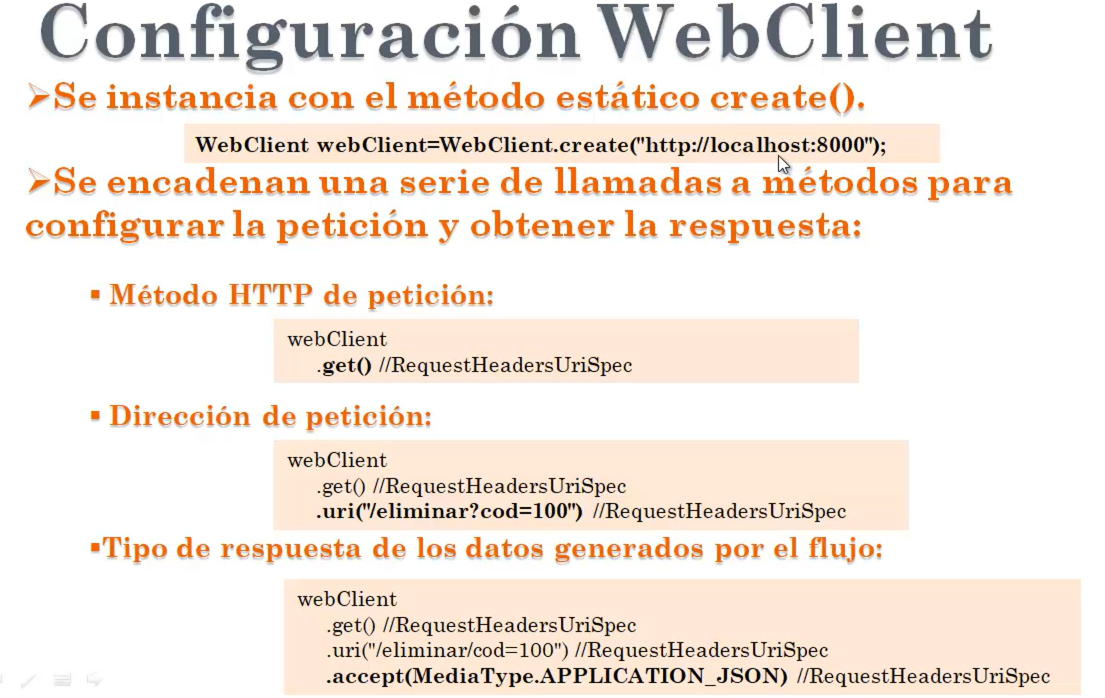 Configuración WebClient
➢Se instancia con el método estático create().
WebClient webClient=WebClient.create("http://localhost:8000");
➢Se encadenan una serie de llamadas a métodos para
configurar la petición y obtener la respuesta:
▪ Método HTTP de petición:
webClient
.get() //RequestHeadersUriSpec
▪ Dirección de petición:
webClient
.get() //RequestHeadersUriSpec
.uri("/eliminar?cod=100") //RequestHeadersUriSpec
▪Tipo de respuesta de los datos generados por el flujo:
webClient
.get() //RequestHeadersUriSpec
.uri("/eliminar/cod=100") //RequestHeadersUriSpec
.accept(MediaType.APPLICATION_JSON) //RequestHeadersUriSpec